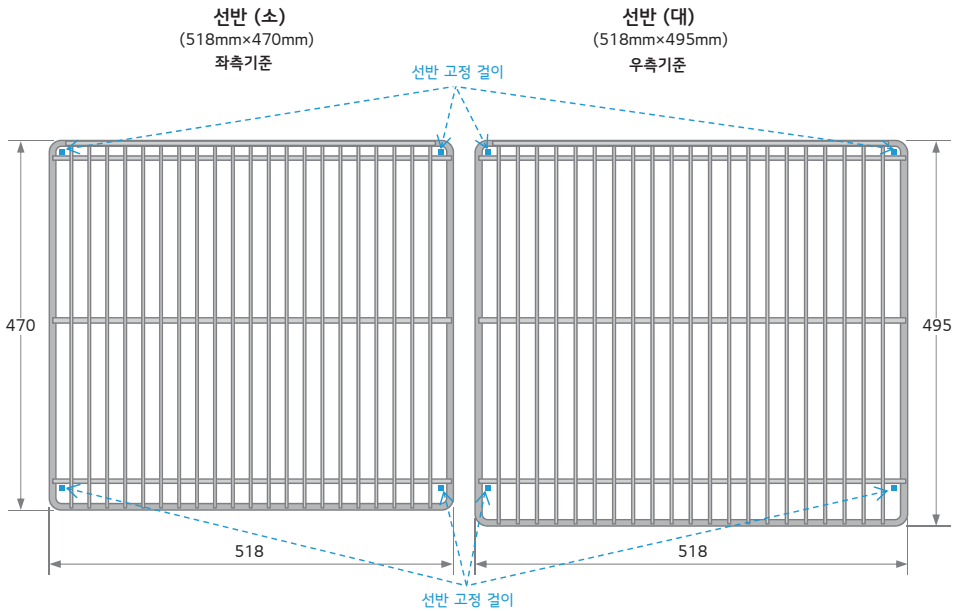 선반 (소)
(518mm×470mm)
좌측기준
선반 (대)
(518mm×495mm)
우측기준
선반 고정 걸이
470
495
518
518
선반 고정 걸이